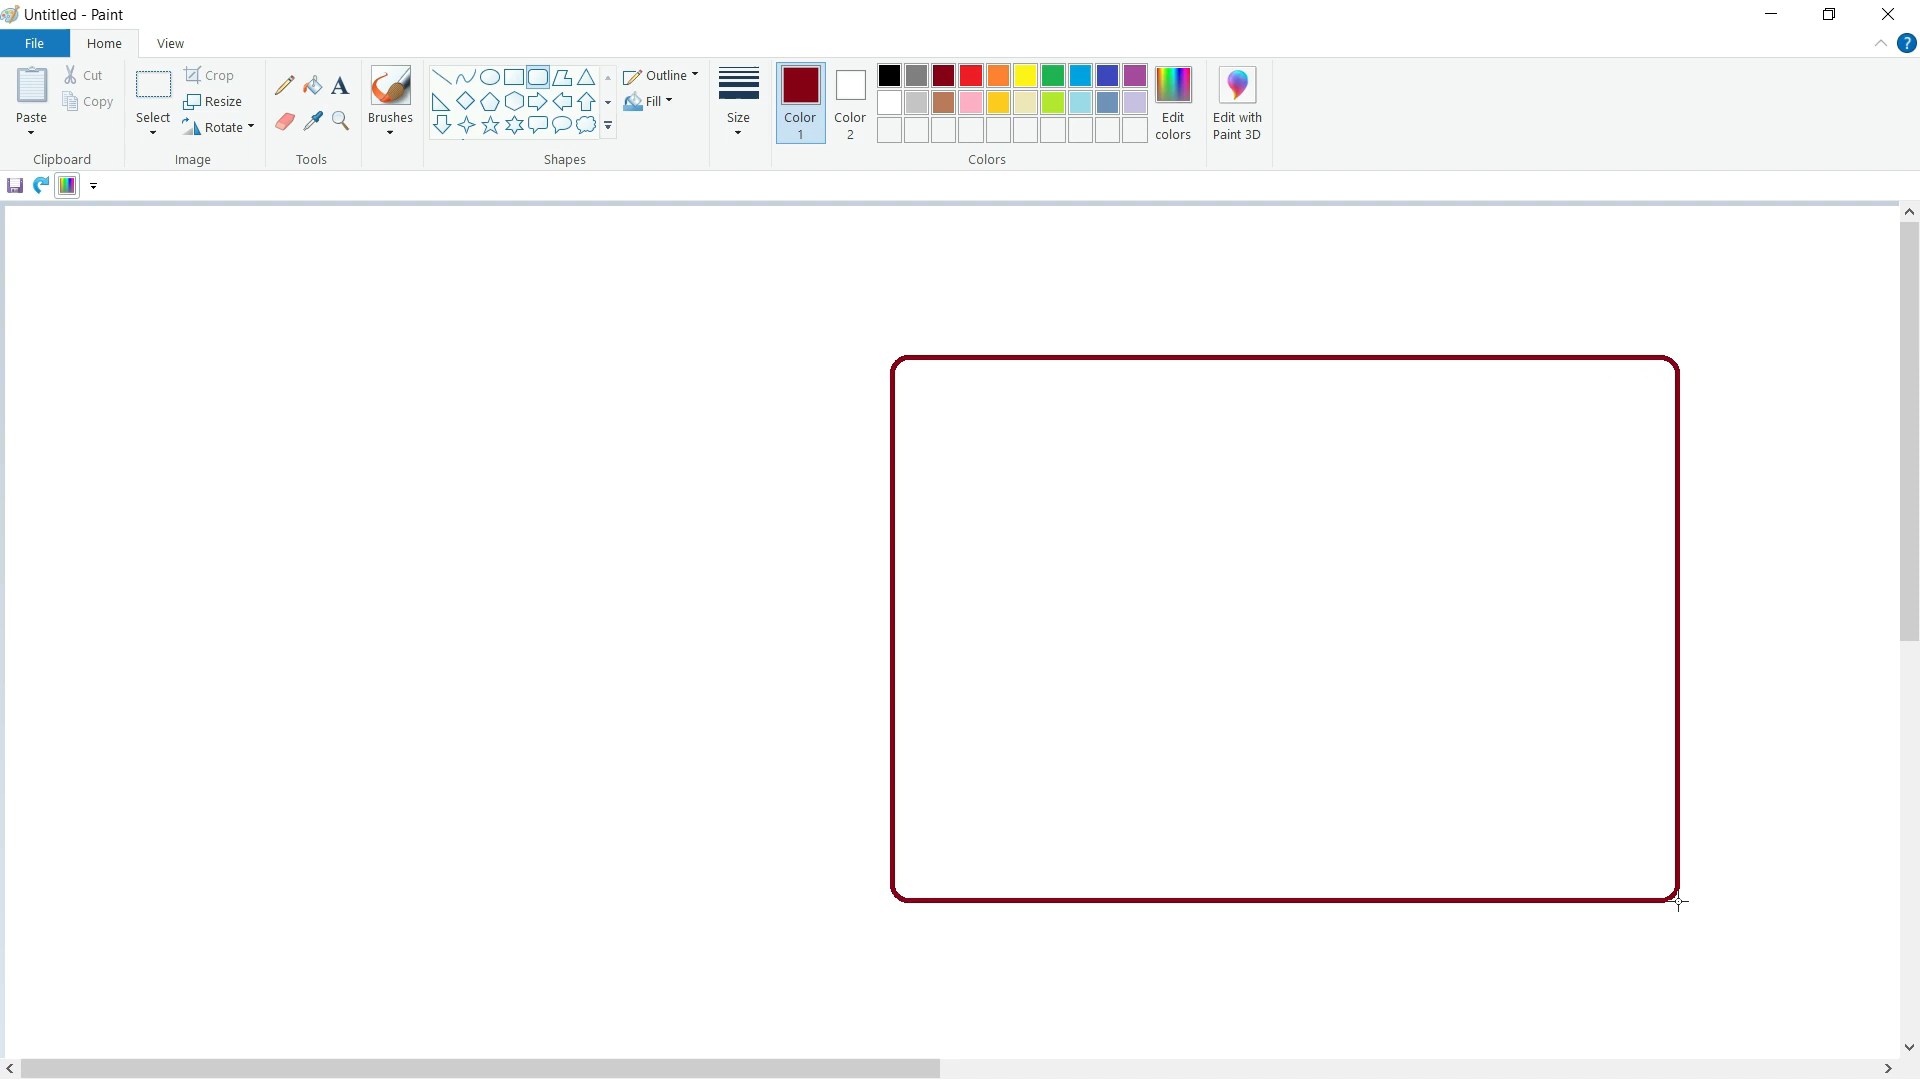 Untitled - Paint
File Home View
Paste
Cut
Copy
Clipboard
Select
Crop
Resize
Rotate
Image
A
Tools
Brushes
Outline
Fill
Shapes
Size
Color
1
Color
2
Edit
colors
Colors
Edit with
Paint 3D
?